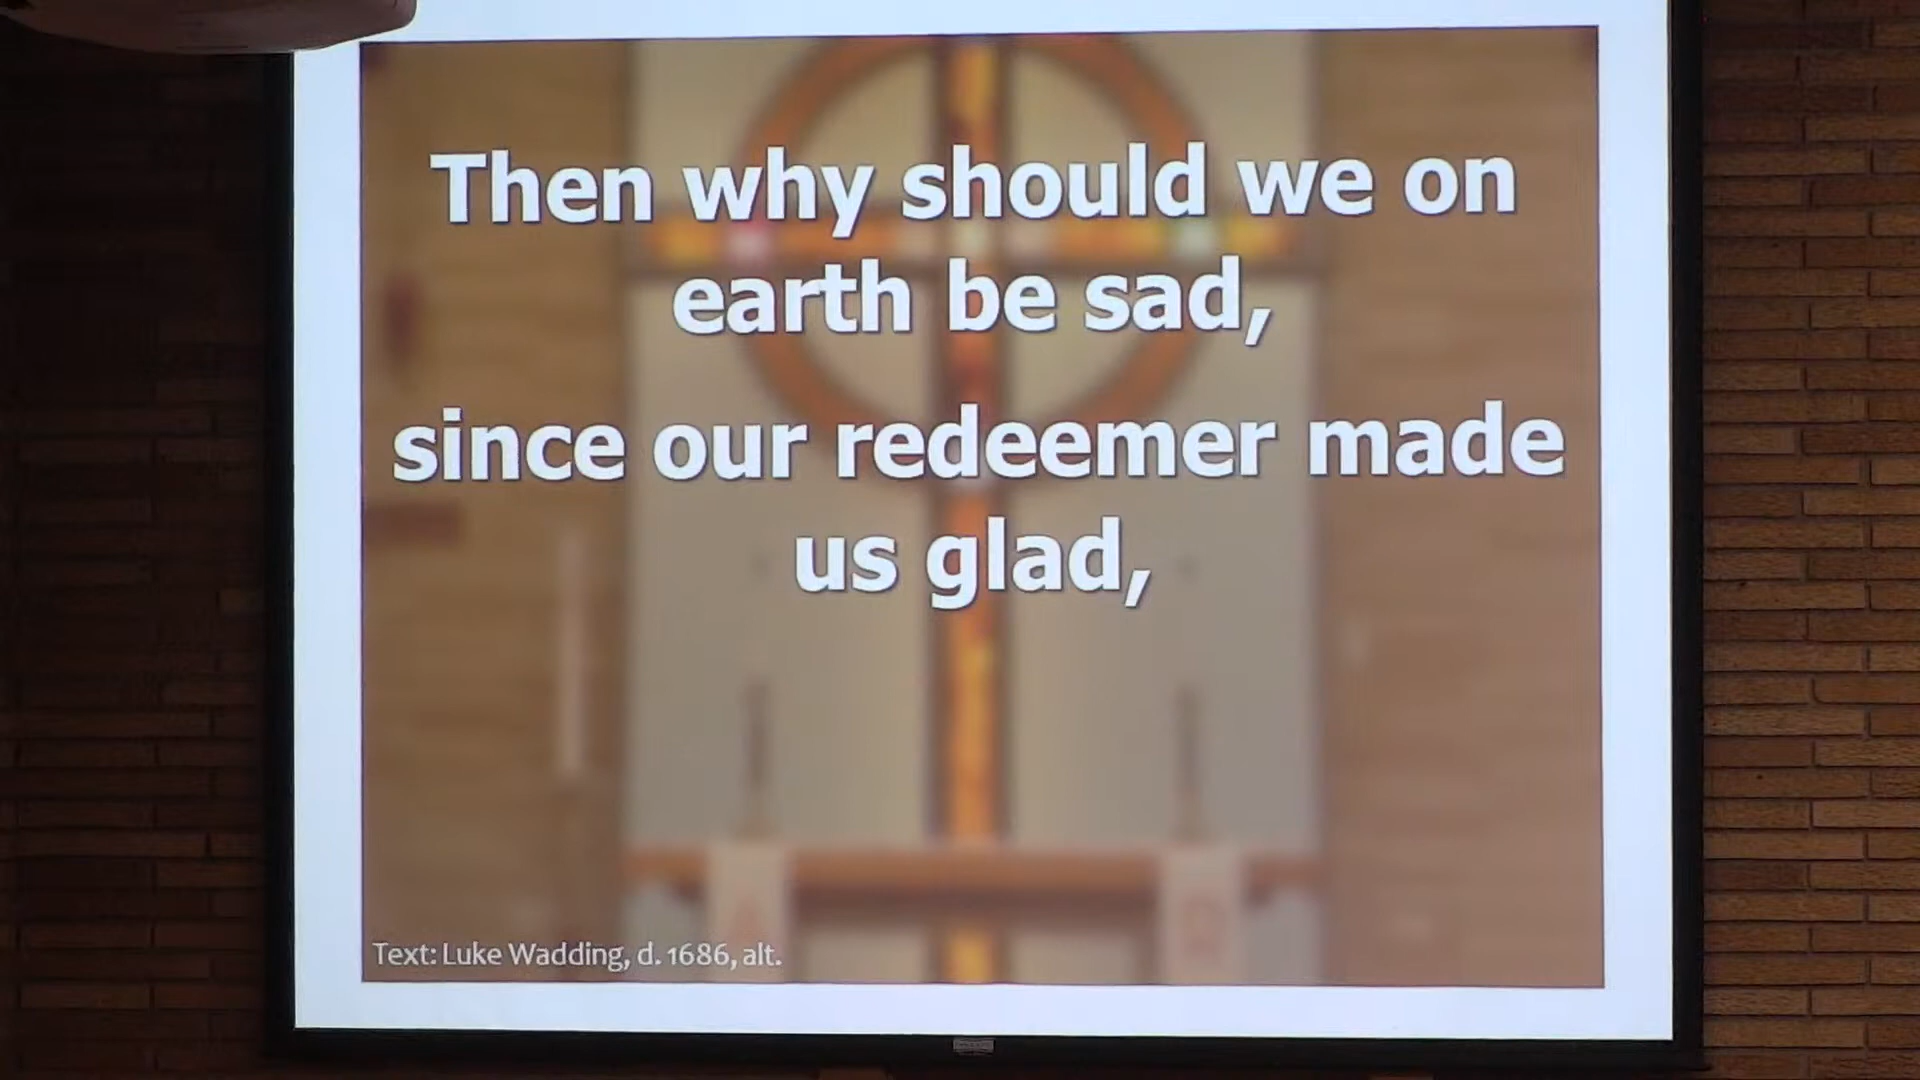 Then why should we on
earth be sad,
since our redeemer made
us glad,
Text: Luke Wadding, d. 1686, alt.